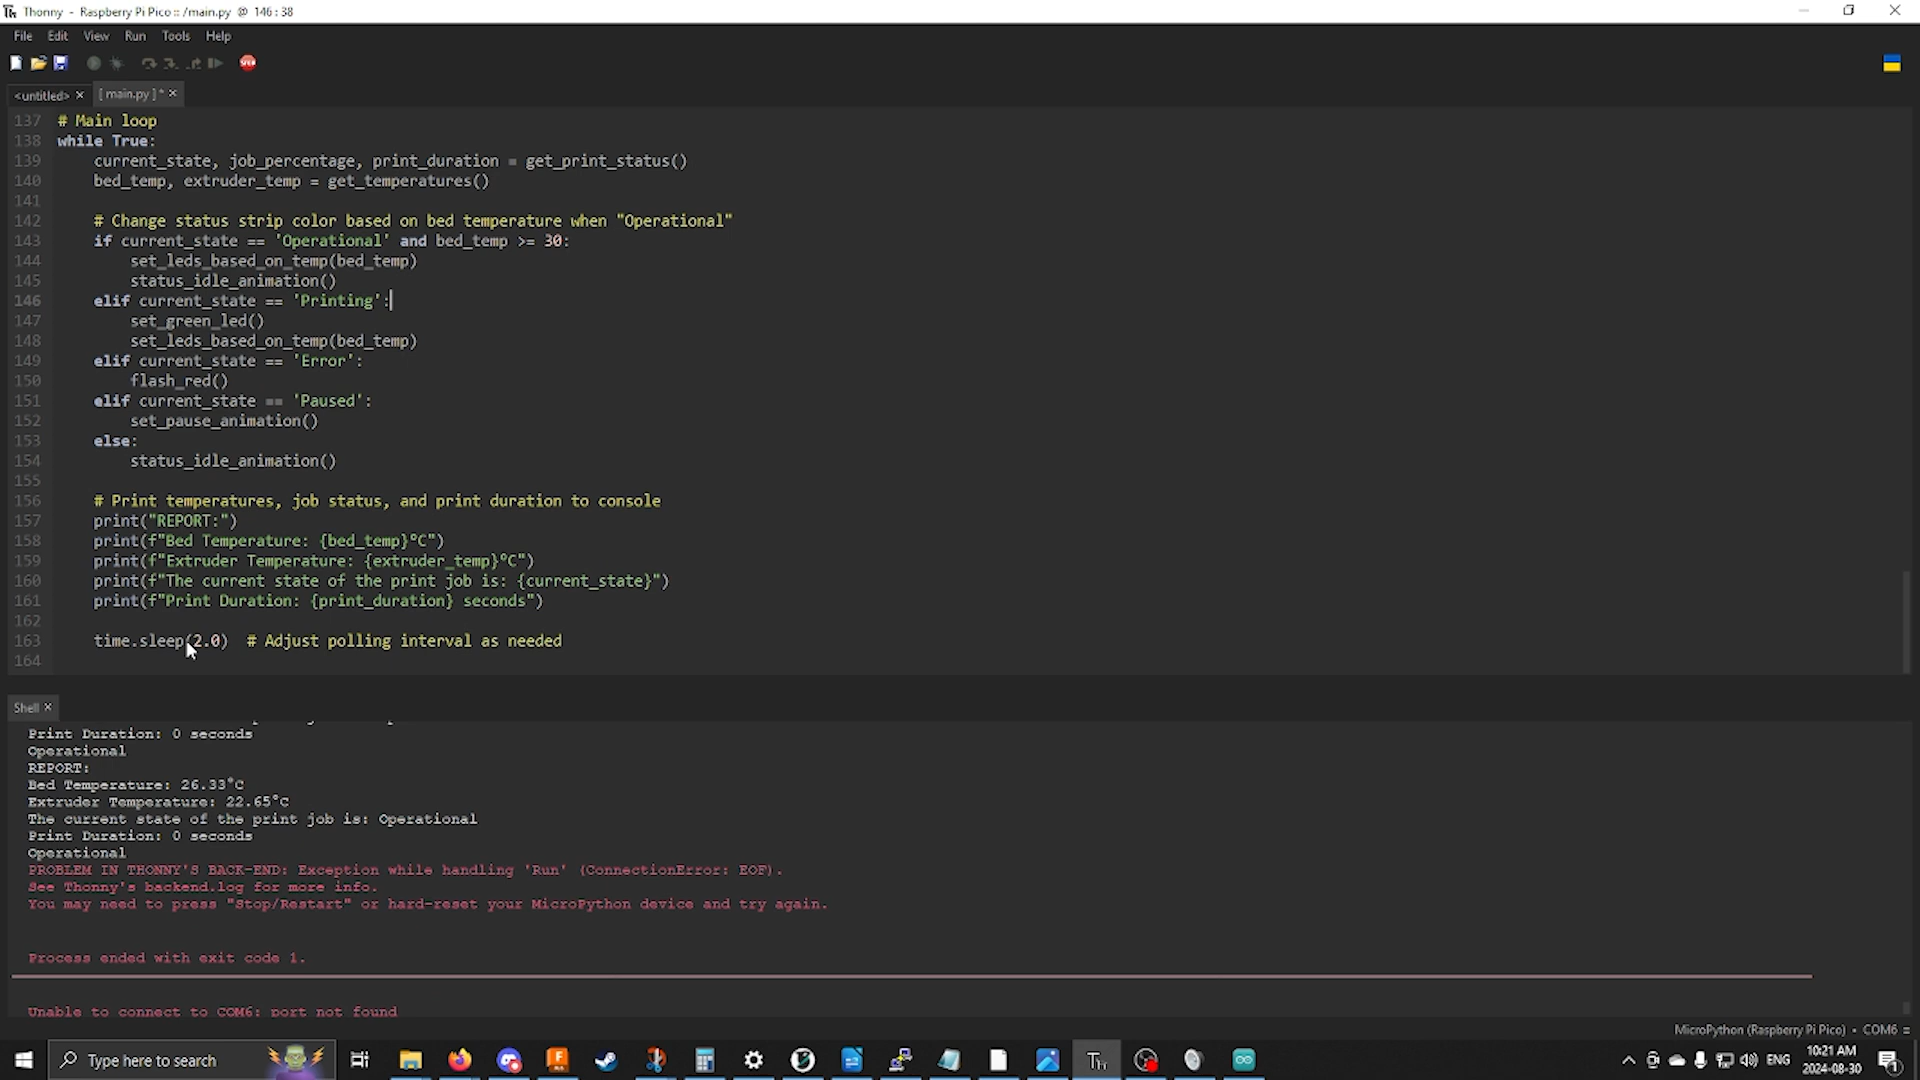 Thonny - Raspberry Pi Pico :: /main.py @ 146 : 38
File Edit View Run Tools Help
STOP
<untitled> × [ main.py ] * ×
137 # Main loop
138 while True:
139 current_state, job_percentage, print_duration = get_print_status()
140 bed_temp, extruder_temp = get_temperatures()
141
142 # Change status strip color based on bed temperature when "Operational"
143 if current_state == 'Operational' and bed_temp >= 30:
144 set_leds_based_on_temp(bed_temp)
145 status_idle_animation()
146 elif current_state == 'Printing':
147 set_green_led()
148 set_leds_based_on_temp(bed_temp)
149 elif current_state == 'Error':
150 flash_red()
151 elif current_state == 'Paused':
152 set_pause_animation()
153 else:
154 status_idle_animation()
155
156 # Print temperatures, job status, and print duration to console
157 print("REPORT:")
158 print(f"Bed Temperature: {bed_temp}°C")
159 print(f"Extruder Temperature: {extruder_temp}°C")
160 print(f"The current state of the print job is: {current_state}")
161 print(f"Print Duration: {print_duration} seconds")
162
163 time.sleep(2.0) # Adjust polling interval as needed
164
Shell ×
Print Duration: 0 seconds
Operational
REPORT:
Bed Temperature: 26.33°C
Extruder Temperature: 22.65°C
The current state of the print job is: Operational
Print Duration: 0 seconds
Operational
PROBLEM IN THONNY'S BACK-END: Exception while handling 'Run' (ConnectionError: EOF).
See Thonny's backend.log for more info.
You may need to press "Stop/Restart" or hard-reset your MicroPython device and try again.
Process ended with exit code 1.
Unable to connect to COM6: port not found
MicroPython (Raspberry Pi Pico) • COM6 ≡
Type here to search
ENG
10:21 AM
2024-08-30
1